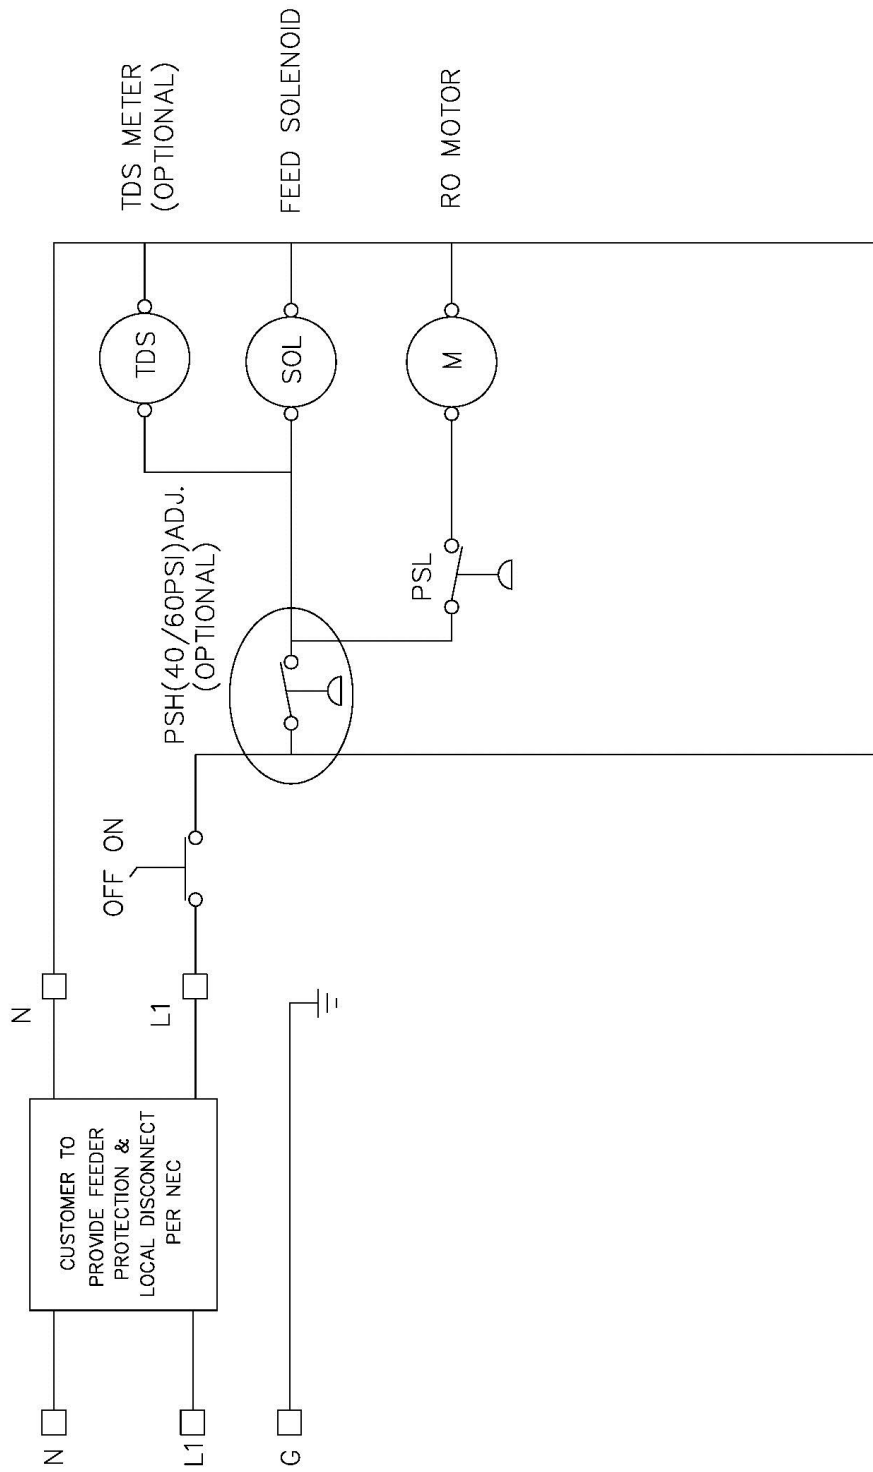 N
L1
G
CUSTOMER TO
PROVIDE FEEDER
PROTECTION &
LOCAL DISCONNECT
PER NEC
N
L1
OFF ON
PSH(40/60PSI)ADJ.
(OPTIONAL)
PSL
TDS
SOL
M
TDS METER
(OPTIONAL)
FEED SOLENOID
RO MOTOR